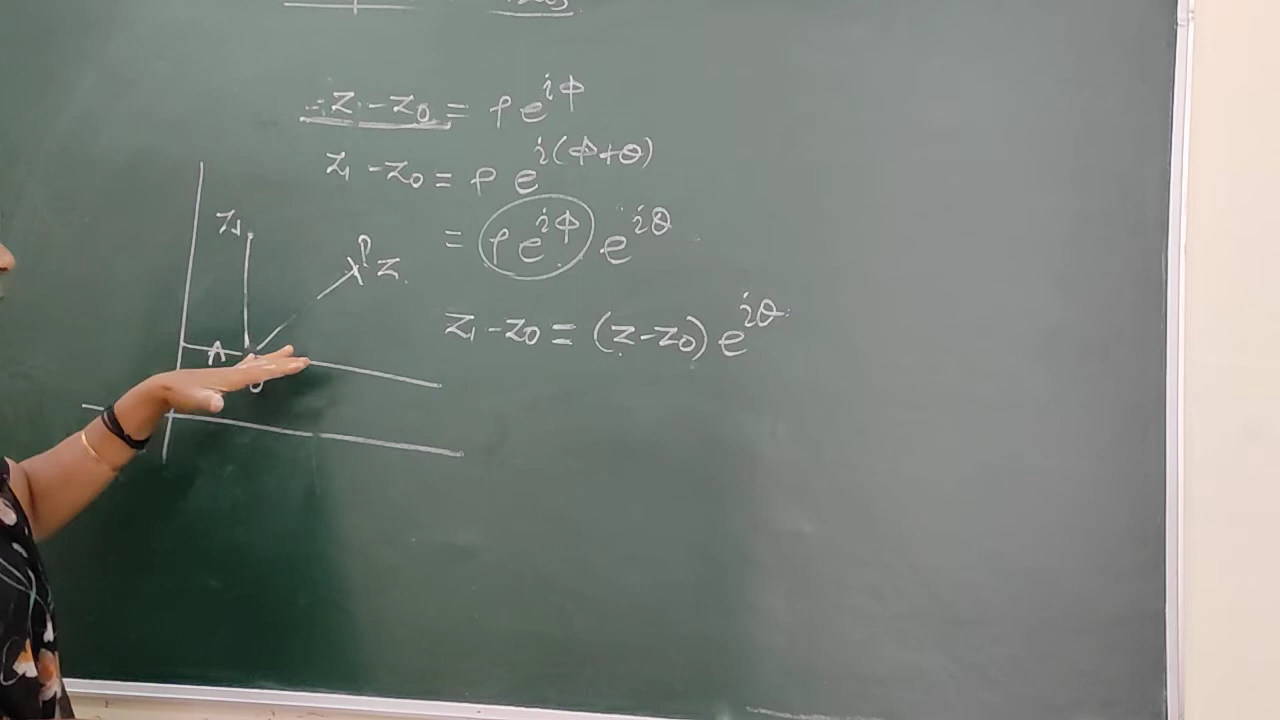 z - z₀ = ρ e^{iφ}
z₁ - z₀ = ρ e^{i(φ+θ)}
= ρ e^{iφ} e^{iθ}
z₁ - z₀ = (z - z₀) e^{iθ}
z₁
P z
A